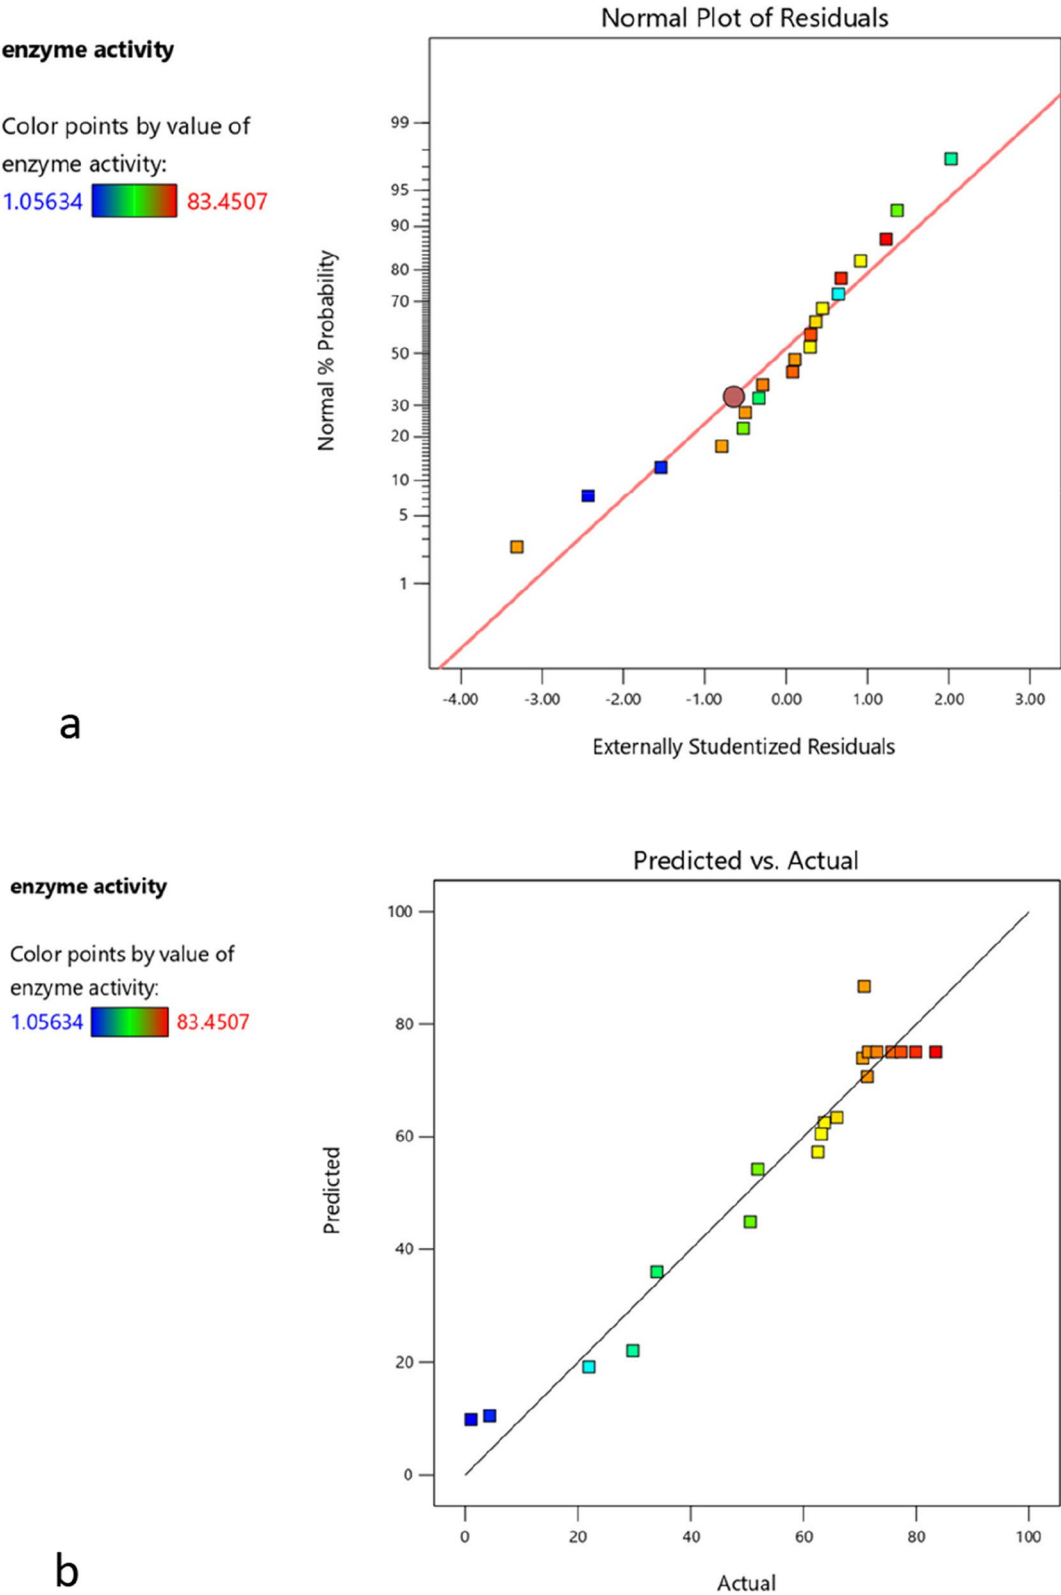 Normal Plot of Residuals
enzyme activity
Color points by value of
enzyme activity:
1.05634 83.4507
Normal % Probability
99
95
90
80
70
50
30
20
10
5
1
-4.00 -3.00 -2.00 -1.00 0.00 1.00 2.00 3.00
Externally Studentized Residuals
a
Predicted vs. Actual
enzyme activity
Color points by value of
enzyme activity:
1.05634 83.4507
Predicted
100
80
60
40
20
0
0 20 40 60 80 100
Actual
b